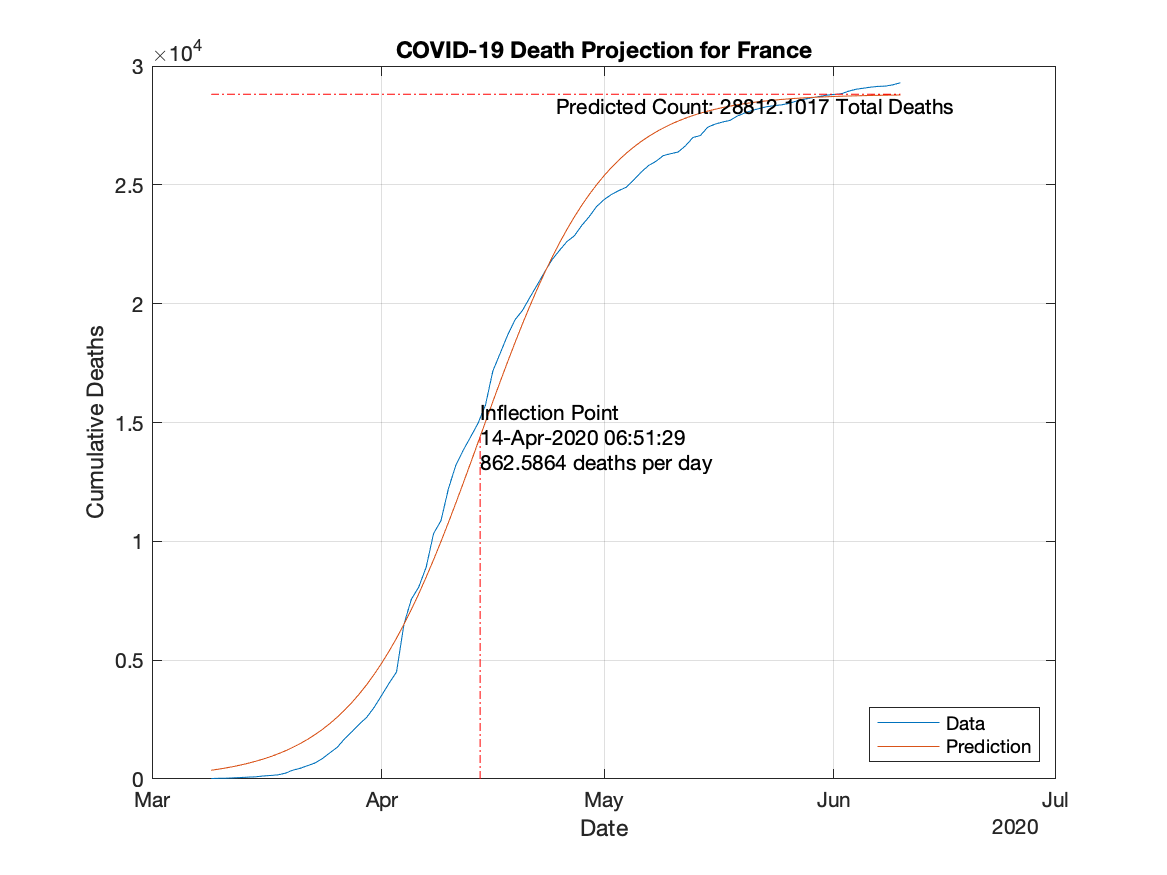 COVID-19 Death Projection for France
×10⁴
3
2.5
2
1.5
1
0.5
0
Cumulative Deaths
Predicted Count: 28812.1017 Total Deaths
Inflection Point
14-Apr-2020 06:51:29
862.5864 deaths per day
Data
Prediction
Mar
Apr
May
Jun
Jul
Date
2020